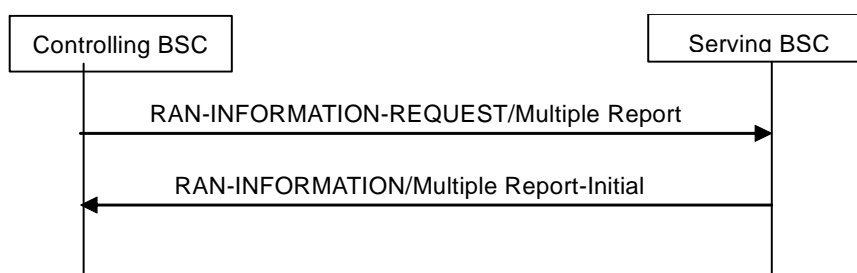 Controlling BSC
Serving BSC
RAN-INFORMATION-REQUEST/Multiple Report
RAN-INFORMATION/Multiple Report-Initial